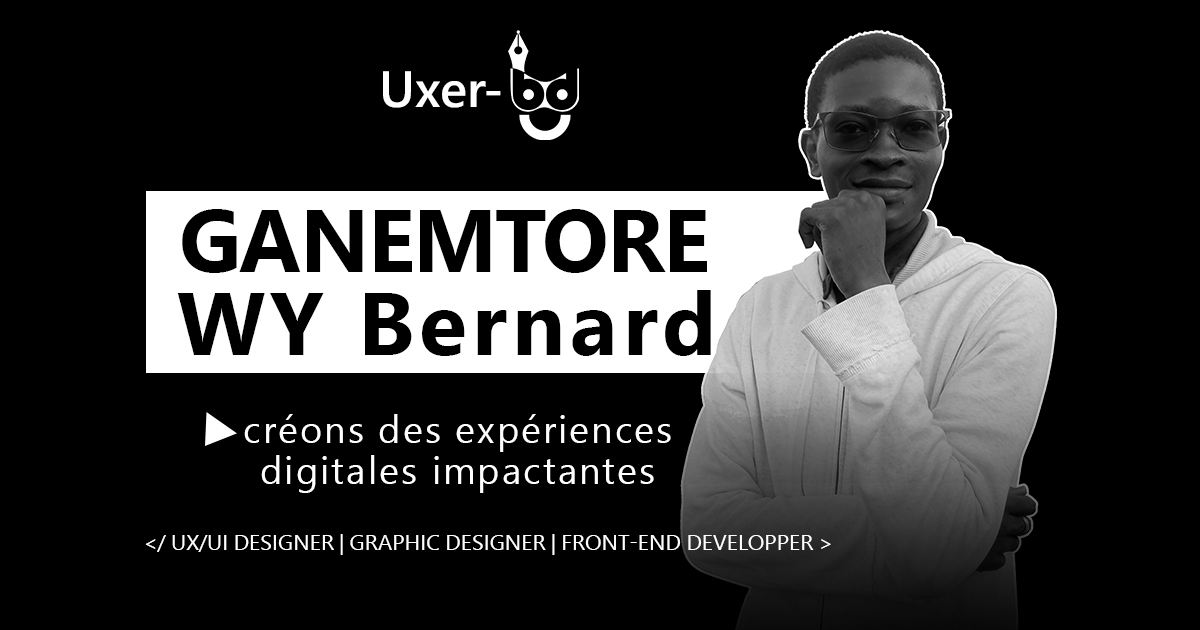 Uxer-
GANEMTORE
WY Bernard
créons des expériences
digitales impactantes
</ UX/UI DESIGNER | GRAPHIC DESIGNER | FRONT-END DEVELOPPER >